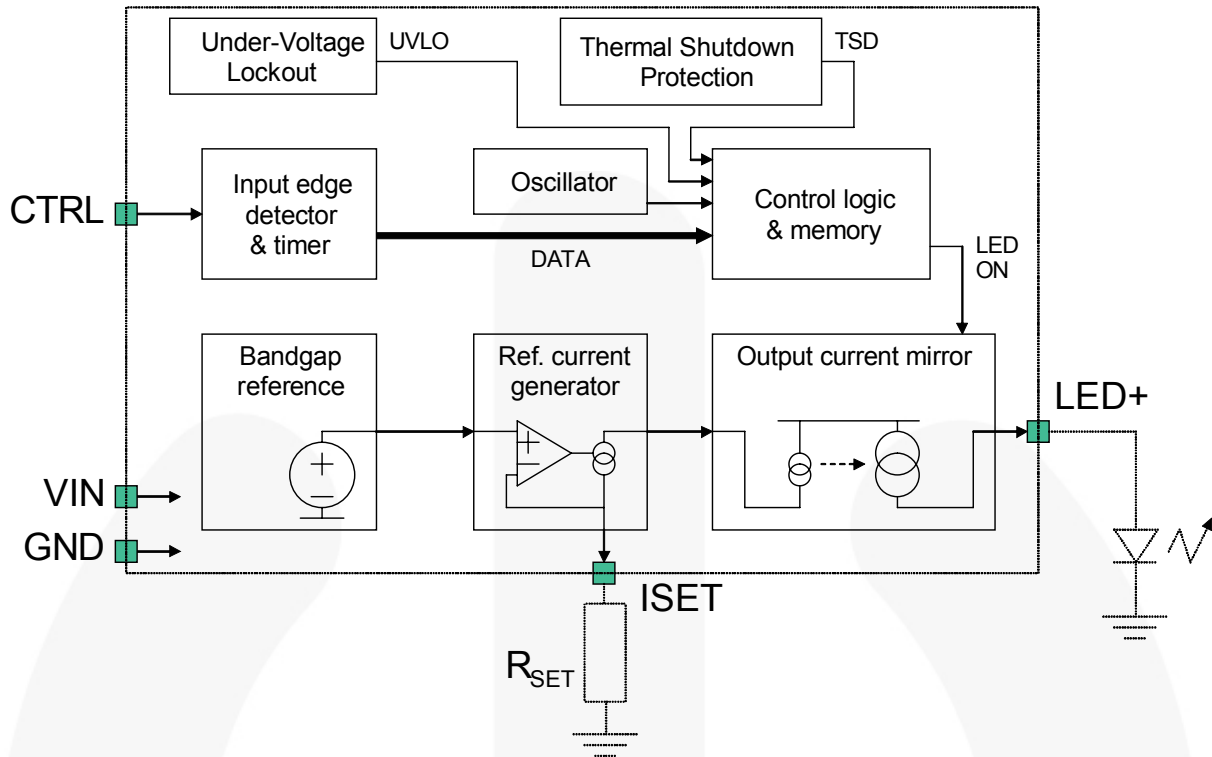 Under-Voltage
Lockout
UVLO
Thermal Shutdown
Protection
TSD
CTRL
Input edge
detector
& timer
Oscillator
Control logic
& memory
DATA
LED
ON
Bandgap
reference
Ref. current
generator
Output current mirror
LED+
VIN
GND
ISET
RSET